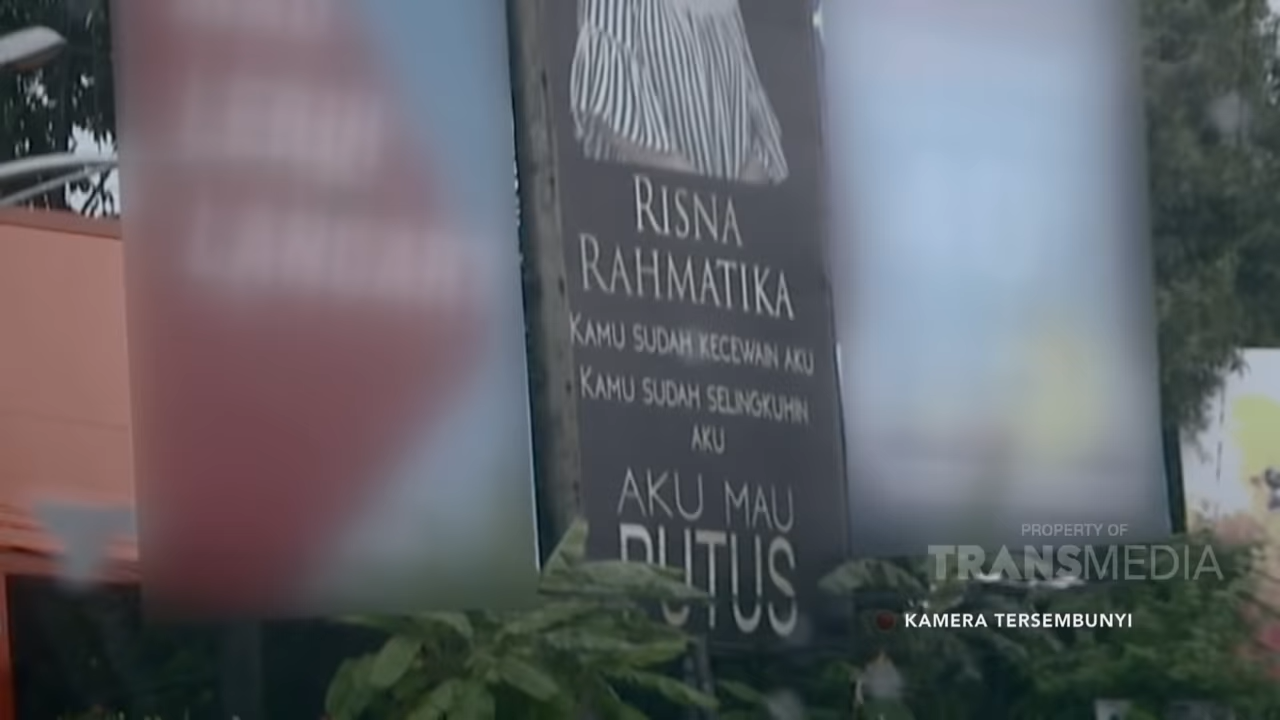 RISNA
RAHMATIKA
KAMU SUDAH KECEWAIN AKU
KAMU SUDAH SELINGKUHIN
AKU
AKU MAU
PUTUS
PROPERTY OF
TRANSMEDIA
KAMERA TERSEMBUNYI